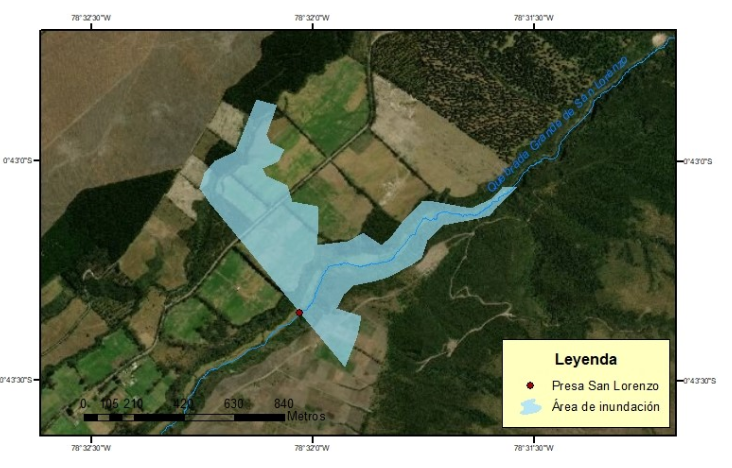 78°32'30"W 78°32'0"W 78°31'30"W
Quebrada Grande de San Lorenzo
0°43'0"S 0°43'0"S
0°43'30"S 0°43'30"S
Leyenda
Presa San Lorenzo
Área de inundación
0 105 210 420 630 840
Metros
78°32'30"W 78°32'0"W 78°31'30"W